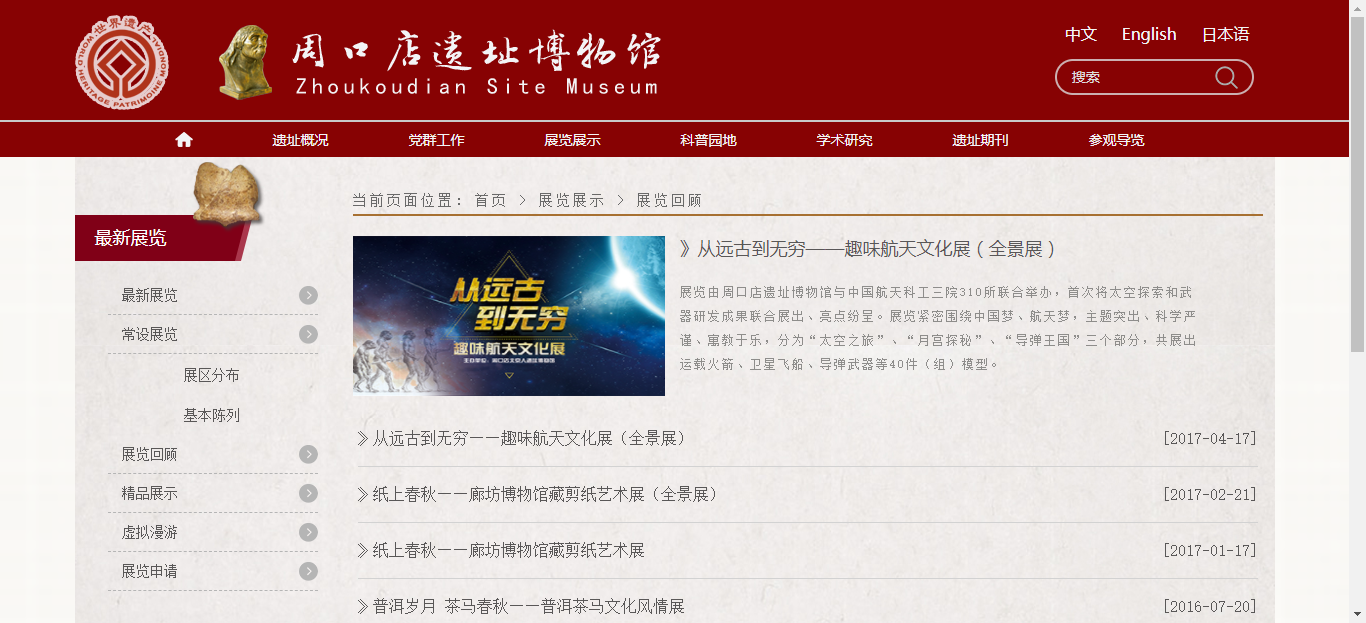 世界遗产
WORLD HERITAGE PATRIMOINE MONDIAL
周口店遗址博物馆
Zhoukoudian Site Museum
中文 English 日本语
搜索
遗址概况 党群工作 展览展示 科普园地 学术研究 遗址期刊 参观导览
当前页面位置： 首页 > 展览展示 > 展览回顾
最新展览
最新展览
常设展览
展区分布
基本陈列
展览回顾
精品展示
虚拟漫游
展览申请
从远古
到无穷
趣味航天文化展
》从远古到无穷——趣味航天文化展（全景展）
展览由周口店遗址博物馆与中国航天科工三院310所联合举办，首次将太空探索和武
器研发成果联合展出、亮点纷呈。展览紧密围绕中国梦、航天梦，主题突出、科学严
谨、寓教于乐，分为“太空之旅”、“月宫探秘”、“导弹王国”三个部分，共展出
运载火箭、卫星飞船、导弹武器等40件（组）模型。
》从远古到无穷——趣味航天文化展（全景展） [2017-04-17]
》纸上春秋——廊坊博物馆藏剪纸艺术展（全景展） [2017-02-21]
》纸上春秋——廊坊博物馆藏剪纸艺术展 [2017-01-17]
》普洱岁月 茶马春秋——普洱茶马文化风情展 [2016-07-20]